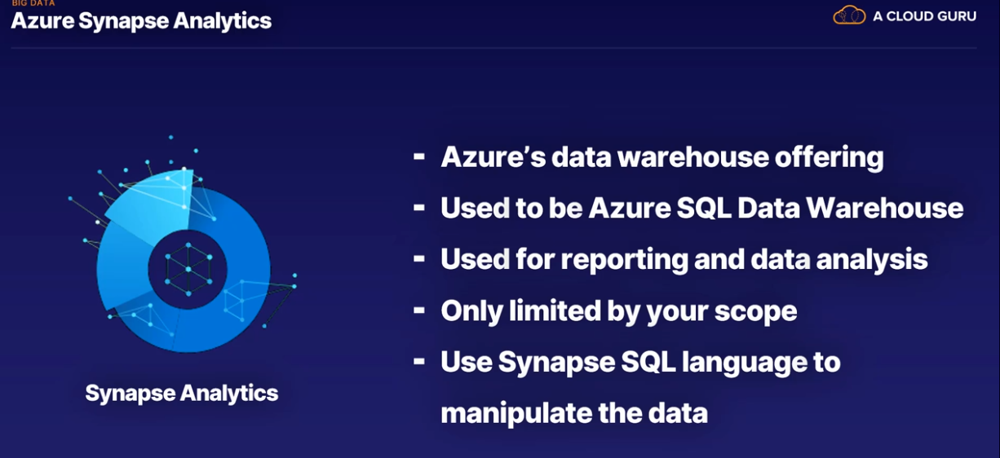 BIG DATA
Azure Synapse Analytics
A CLOUD GURU
- Azure’s data warehouse offering
- Used to be Azure SQL Data Warehouse
- Used for reporting and data analysis
- Only limited by your scope
- Use Synapse SQL language to
manipulate the data
Synapse Analytics